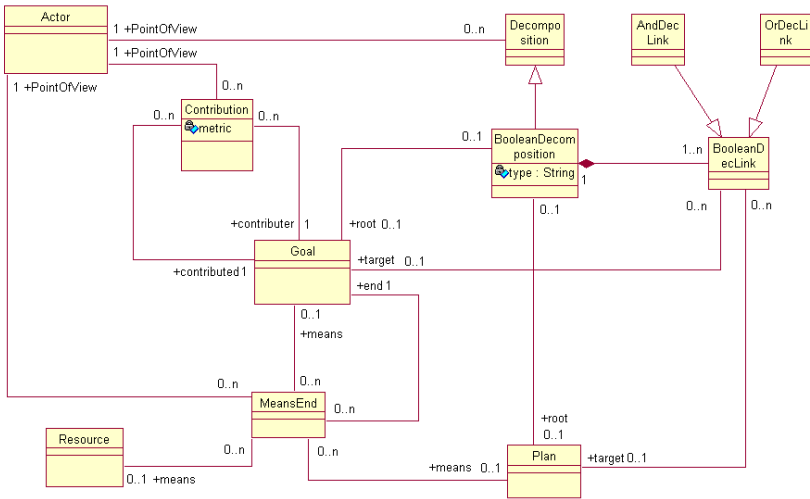 Actor
1 +PointOfView
0..n
Decompo
sition
AndDec
Link
OrDecLi
nk
1 +PointOfView
1 +PointOfView
0..n
Contribution
metric
0..n
0..n
0..1
BooleanDecom
position
type : String
1
1..n
BooleanD
ecLink
0..1
0..n
0..n
+contributer
1
+root
0..1
Goal
+contributed
1
+target
0..1
+end
1
0..1
+means
0..n
0..n
MeansEnd
0..n
Resource
0..n
0..n
0..1
+means
+root
0..1
+means
0..1
Plan
+target
0..1